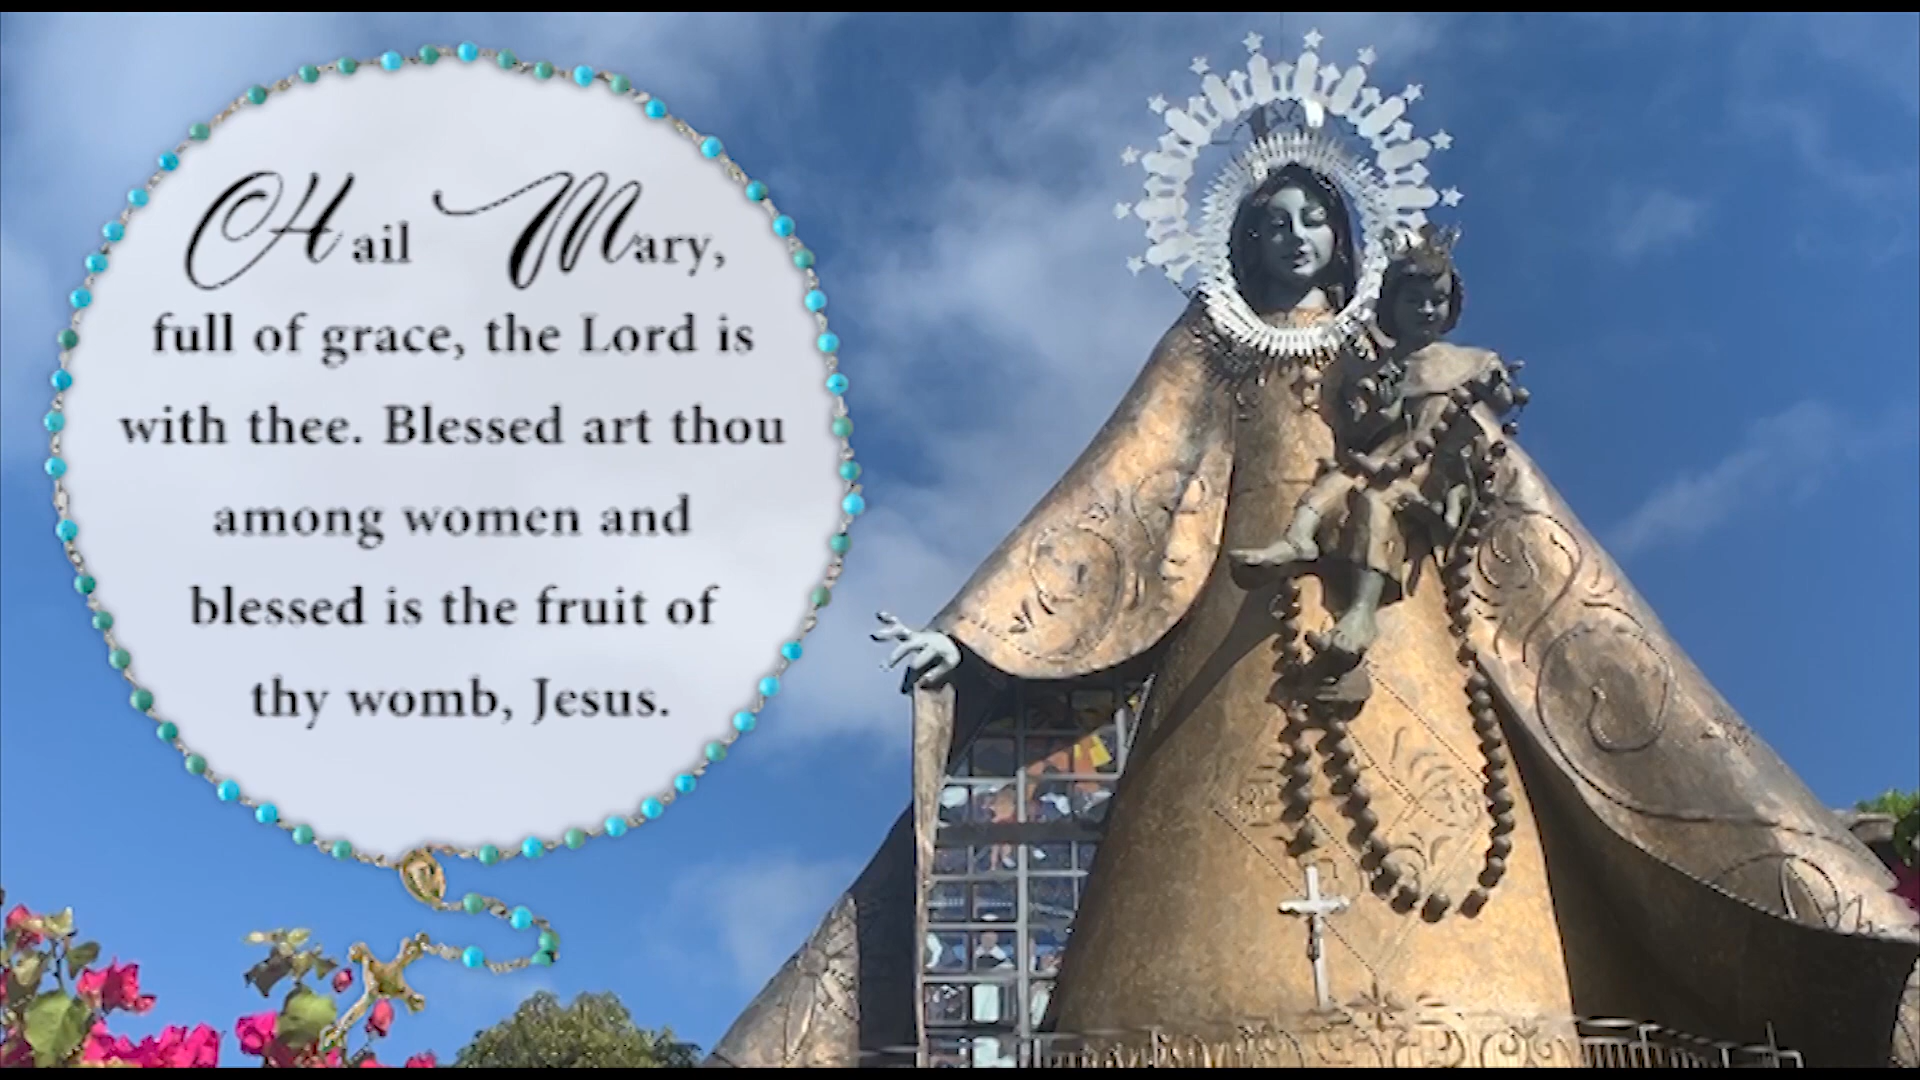 Hail Mary,
full of grace, the Lord is
with thee. Blessed art thou
among women and
blessed is the fruit of
thy womb, Jesus.